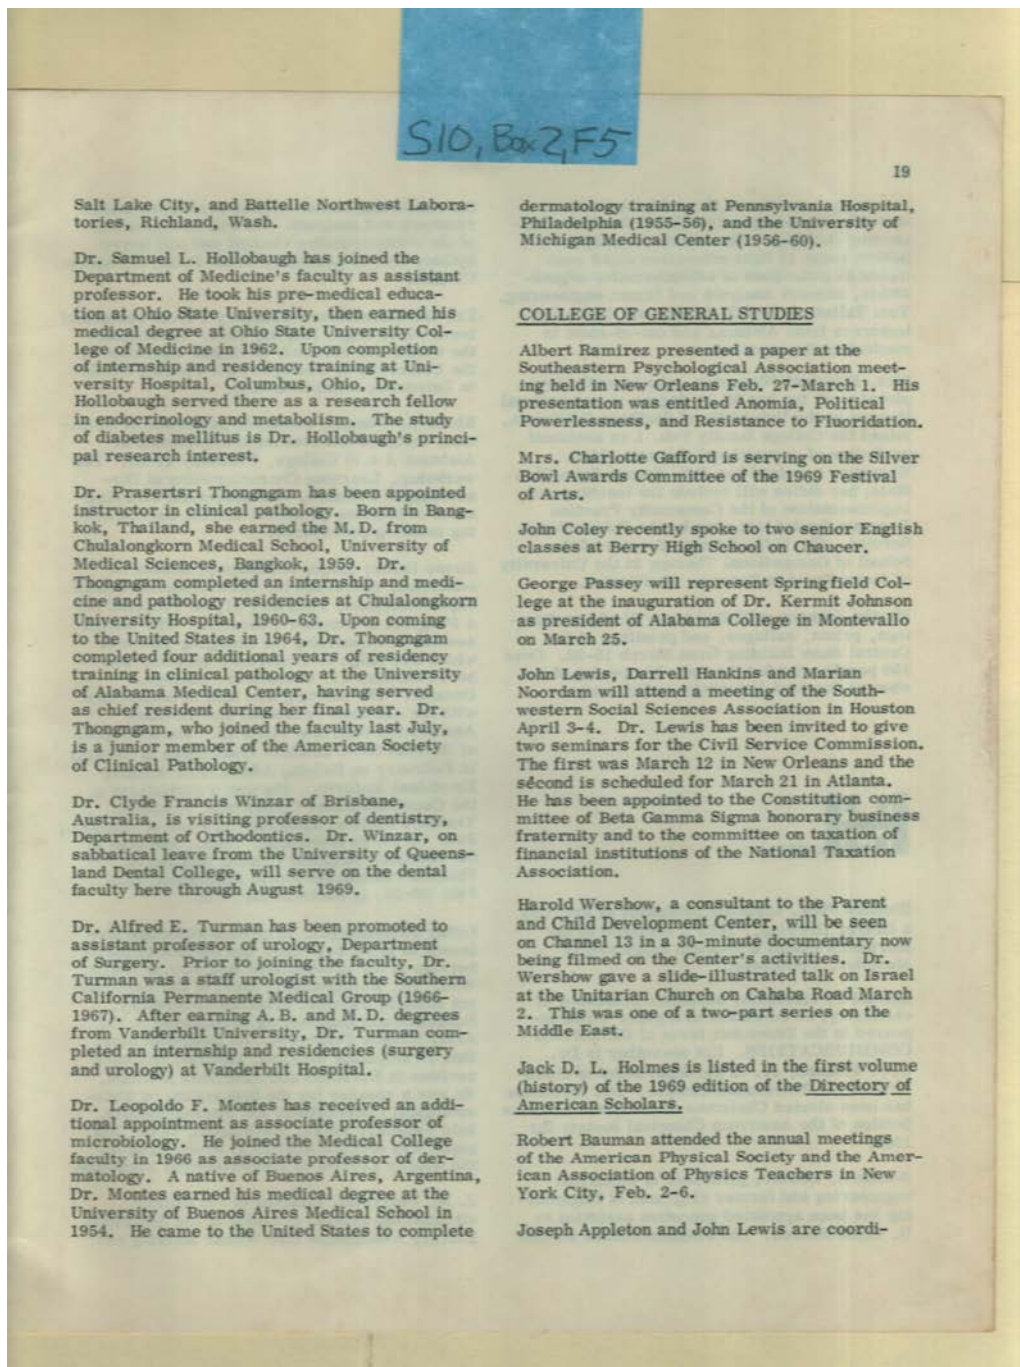 S10, Box 2, F5
19
Salt Lake City, and Battelle Northwest Labora-
tories, Richland, Wash.
Dr. Samuel L. Hollobaugh has joined the
Department of Medicine's faculty as assistant
professor. He took his pre-medical educa-
tion at Ohio State University, then earned his
medical degree at Ohio State University Col-
lege of Medicine in 1962. Upon completion
of internship and residency training at Uni-
versity Hospital, Columbus, Ohio, Dr.
Hollobaugh served there as a research fellow
in endocrinology and metabolism. The study
of diabetes mellitus is Dr. Hollobaugh's princi-
pal research interest.
Dr. Prasertsri Thongngam has been appointed
instructor in clinical pathology. Born in Bang-
kok, Thailand, she earned the M.D. from
Chulalongkorn Medical School, University of
Medical Sciences, Bangkok, 1959. Dr.
Thongngam completed an internship and medi-
cine and pathology residencies at Chulalongkorn
University Hospital, 1960-63. Upon coming
to the United States in 1964, Dr. Thongngam
completed four additional years of residency
training in clinical pathology at the University
of Alabama Medical Center, having served
as chief resident during her final year. Dr.
Thongngam, who joined the faculty last July,
is a junior member of the American Society
of Clinical Pathology.
Dr. Clyde Francis Winzar of Brisbane,
Australia, is visiting professor of dentistry,
Department of Orthodontics. Dr. Winzar, on
sabbatical leave from the University of Queens-
land Dental College, will serve on the dental
faculty here through August 1969.
Dr. Alfred E. Turman has been promoted to
assistant professor of urology, Department
of Surgery. Prior to joining the faculty, Dr.
Turman was a staff urologist with the Southern
California Permanente Medical Group (1966-
1967). After earning A.B. and M.D. degrees
from Vanderbilt University, Dr. Turman com-
pleted an internship and residencies (surgery
and urology) at Vanderbilt Hospital.
Dr. Leopoldo F. Montes has received an addi-
tional appointment as associate professor of
microbiology. He joined the Medical College
faculty in 1966 as associate professor of der-
matology. A native of Buenos Aires, Argentina,
Dr. Montes earned his medical degree at the
University of Buenos Aires Medical School in
1954. He came to the United States to complete
dermatology training at Pennsylvania Hospital,
Philadelphia (1955-56), and the University of
Michigan Medical Center (1956-60).
COLLEGE OF GENERAL STUDIES
Albert Ramirez presented a paper at the
Southeastern Psychological Association meet-
ing held in New Orleans Feb. 27-March 1. His
presentation was entitled Anomia, Political
Powerlessness, and Resistance to Fluoridation.
Mrs. Charlotte Gafford is serving on the Silver
Bowl Awards Committee of the 1969 Festival
of Arts.
John Coley recently spoke to two senior English
classes at Berry High School on Chaucer.
George Passey will represent Springfield Col-
lege at the inauguration of Dr. Kermit Johnson
as president of Alabama College in Montevallo
on March 25.
John Lewis, Darrell Hankins and Marian
Noordam will attend a meeting of the South-
western Social Sciences Association in Houston
April 3-4. Dr. Lewis has been invited to give
two seminars for the Civil Service Commission.
The first was March 12 in New Orleans and the
second is scheduled for March 21 in Atlanta.
He has been appointed to the Constitution com-
mittee of Beta Gamma Sigma honorary business
fraternity and to the committee on taxation of
financial institutions of the National Taxation
Association.
Harold Wershow, a consultant to the Parent
and Child Development Center, will be seen
on Channel 13 in a 30-minute documentary now
being filmed on the Center's activities. Dr.
Wershow gave a slide-illustrated talk on Israel
at the Unitarian Church on Cahaba Road March
2. This was one of a two-part series on the
Middle East.
Jack D. L. Holmes is listed in the first volume
(history) of the 1969 edition of the Directory of
American Scholars.
Robert Bauman attended the annual meetings
of the American Physical Society and the Amer-
ican Association of Physics Teachers in New
York City, Feb. 2-6.
Joseph Appleton and John Lewis are coordi-